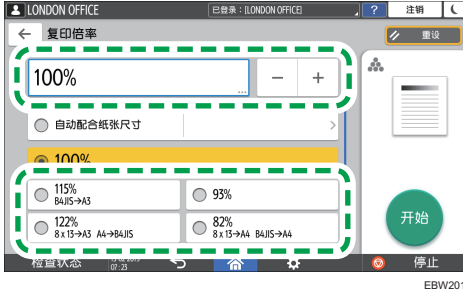 LONDON OFFICE
已登录：[LONDON OFFICE]
?
注销
复印倍率
重设
100%
...
−
+
自动配合纸张尺寸
100%
115%
B4JIS→A3
93%
122%
8 x 13→A3 A4→B4JIS
82%
8 x 13→A4 B4JIS→A4
开始
检查状态
07:23
停止
EBW201